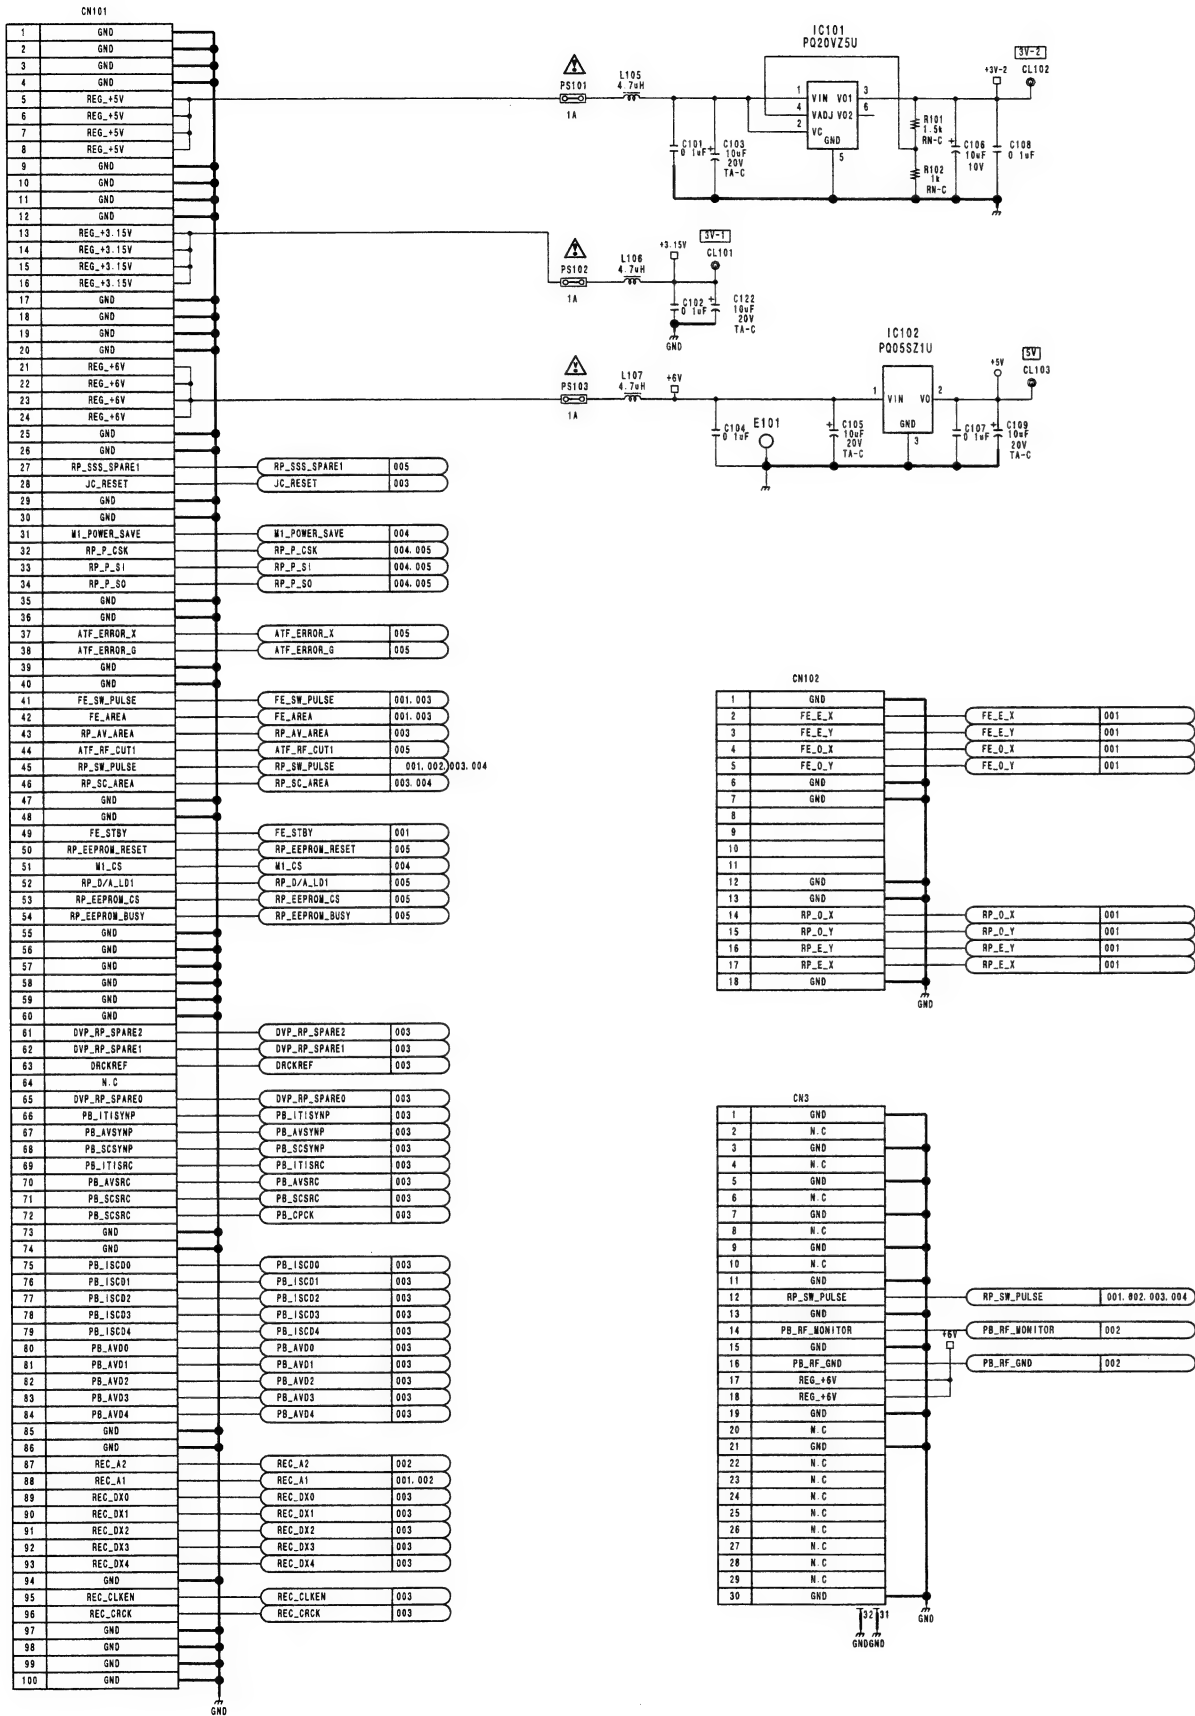 CN101
1 GND
2 GND
3 GND
4 GND
5 REG_+5V
6 REG_+5V
7 REG_+5V
8 REG_+5V
9 GND
10 GND
11 GND
12 GND
13 REG_+3.15V
14 REG_+3.15V
15 REG_+3.15V
16 REG_+3.15V
17 GND
18 GND
19 GND
20 GND
21 REG_+6V
22 REG_+6V
23 REG_+6V
24 REG_+6V
25 GND
26 GND
27 RP_SSS_SPARE1 RP_SSS_SPARE1 005
28 JC_RESET JC_RESET 003
29 GND
30 GND
31 M1_POWER_SAVE M1_POWER_SAVE 004
32 RP_P_CSK RP_P_CSK 004.005
33 RP_P_SI RP_P_SI 004.005
34 RP_P_SO RP_P_SO 004.005
35 GND
36 GND
37 ATF_ERROR_X ATF_ERROR_X 005
38 ATF_ERROR_G ATF_ERROR_G 005
39 GND
40 GND
41 FE_SW_PULSE FE_SW_PULSE 001.003
42 FE_AREA FE_AREA 001.003
43 RP_AV_AREA RP_AV_AREA 003
44 ATF_RF_CUT1 ATF_RF_CUT1 005
45 RP_SW_PULSE RP_SW_PULSE 001.002.003.004
46 RP_SC_AREA RP_SC_AREA 003.004
47 GND
48 GND
49 FE_STBY FE_STBY 001
50 RP_EEPROM_RESET RP_EEPROM_RESET 005
51 M1_CS M1_CS 004
52 RP_D/A_LD1 RP_D/A_LD1 005
53 RP_EEPROM_CS RP_EEPROM_CS 005
54 RP_EEPROM_BUSY RP_EEPROM_BUSY 005
55 GND
56 GND
57 GND
58 GND
59 GND
60 GND
61 DVP_RP_SPARE2 DVP_RP_SPARE2 003
62 DVP_RP_SPARE1 DVP_RP_SPARE1 003
63 DRCKREF DRCKREF 003
64 N.C
65 DVP_RP_SPARE0 DVP_RP_SPARE0 003
66 PB_ITISYNP PB_ITISYNP 003
67 PB_AVSYNP PB_AVSYNP 003
68 PB_SCSYNP PB_SCSYNP 003
69 PB_ITISRC PB_ITISRC 003
70 PB_AVSRC PB_AVSRC 003
71 PB_SCSRC PB_SCSRC 003
72 PB_SCSRC PB_CPCK 003
73 GND
74 GND
75 PB_ISCD0 PB_ISCD0 003
76 PB_ISCD1 PB_ISCD1 003
77 PB_ISCD2 PB_ISCD2 003
78 PB_ISCD3 PB_ISCD3 003
79 PB_ISCD4 PB_ISCD4 003
80 PB_AVD0 PB_AVD0 003
81 PB_AVD1 PB_AVD1 003
82 PB_AVD2 PB_AVD2 003
83 PB_AVD3 PB_AVD3 003
84 PB_AVD4 PB_AVD4 003
85 GND
86 GND
87 REC_A2 REC_A2 002
88 REC_A1 REC_A1 001.002
89 REC_DX0 REC_DX0 003
90 REC_DX1 REC_DX1 003
91 REC_DX2 REC_DX2 003
92 REC_DX3 REC_DX3 003
93 REC_DX4 REC_DX4 003
94 GND
95 REC_CLKEN REC_CLKEN 003
96 REC_CRCK REC_CRCK 003
97 GND
98 GND
99 GND
100 GND
GND
IC101
PQ20VZ5U
PS101
1A
L105
4.7uH
1 VIN VO1 3
4 VADJ VO2 6
2 VC
GND
5
C101
0.1uF
C103
10uF
20V
TA-C
R101
1.5k
RN-C
R102
1k
RN-C
C106
10uF
10V
C108
0.1uF
+3V-2
3V-2
CL102
PS102
1A
L106
4.7uH
+3.15V
3V-1
CL101
C102
0.1uF
C122
10uF
20V
TA-C
GND
PS103
1A
L107
4.7uH
+6V
IC102
PQ05SZ1U
1 VIN VO 2
GND
3
C104
0.1uF
E101
C105
10uF
20V
TA-C
C107
0.1uF
C109
10uF
20V
TA-C
+5V
5V
CL103
CN102
1 GND
2 FE_E_X FE_E_X 001
3 FE_E_Y FE_E_Y 001
4 FE_O_X FE_O_X 001
5 FE_O_Y FE_O_Y 001
6 GND
7 GND
8
9
10
11
12 GND
13 GND
14 RP_O_X RP_O_X 001
15 RP_O_Y RP_O_Y 001
16 RP_E_Y RP_E_Y 001
17 RP_E_X RP_E_X 001
18 GND
GND
CN3
1 GND
2 N.C
3 GND
4 N.C
5 GND
6 N.C
7 GND
8 N.C
9 GND
10 N.C
11 GND
12 RP_SW_PULSE RP_SW_PULSE 001.002.003.004
13 GND
14 PB_RF_MONITOR PB_RF_MONITOR 002
+6V
15 GND
16 PB_RF_GND PB_RF_GND 002
17 REG_+6V
18 REG_+6V
19 GND
20 N.C
21 GND
22 N.C
23 N.C
24 N.C
25 N.C
26 N.C
27 N.C
28 N.C
29 N.C
30 GND
32 31
GND GND
GND